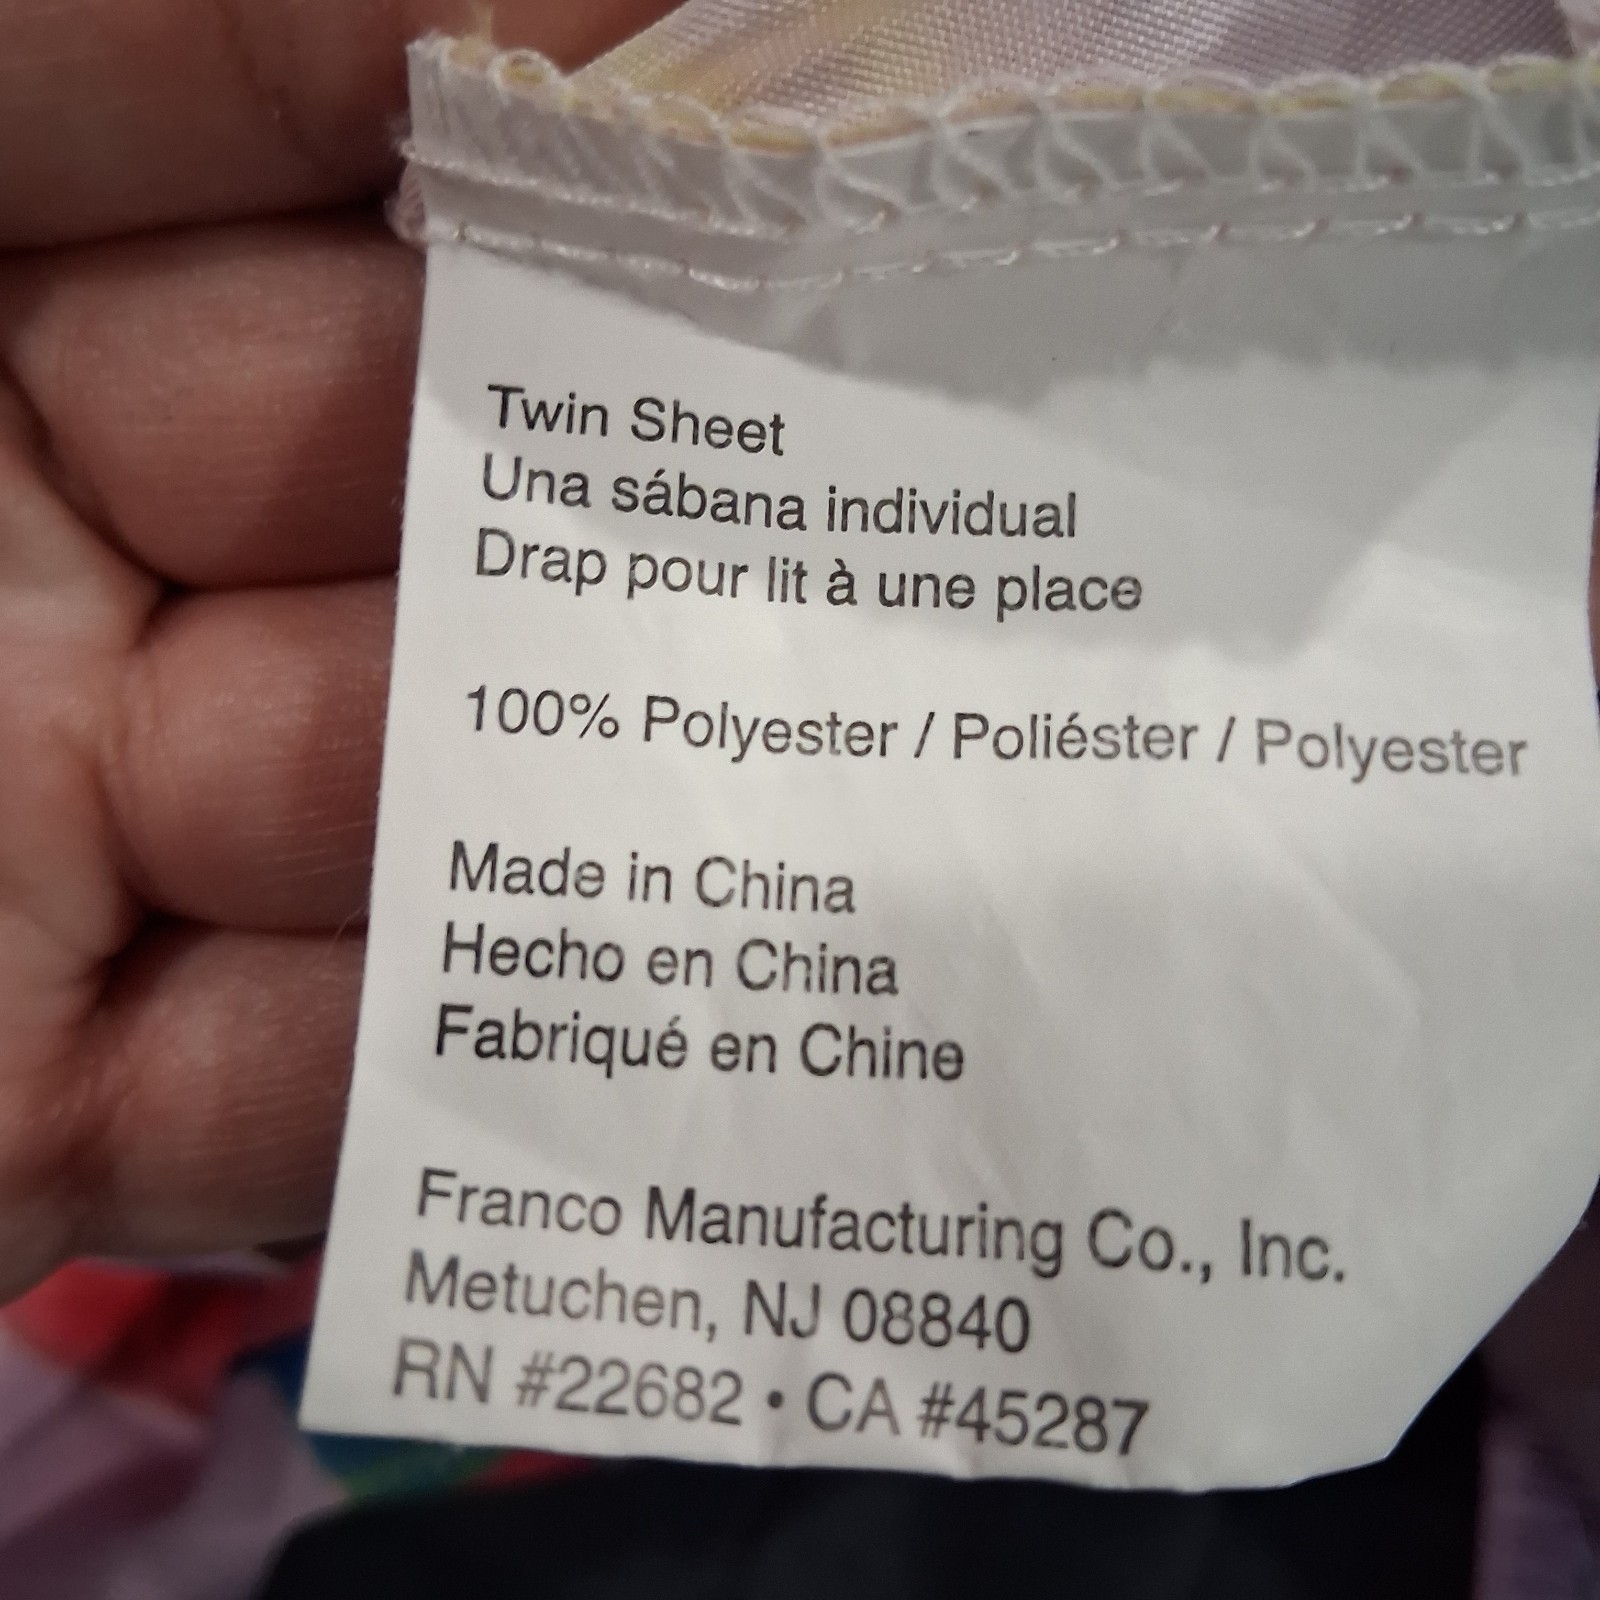 Twin Sheet
Una sábana individual
Drap pour lit à une place
100% Polyester / Poliéster / Polyester
Made in China
Hecho en China
Fabriqué en Chine
Franco Manufacturing Co., Inc.
Metuchen, NJ 08840
RN #22682 • CA #45287